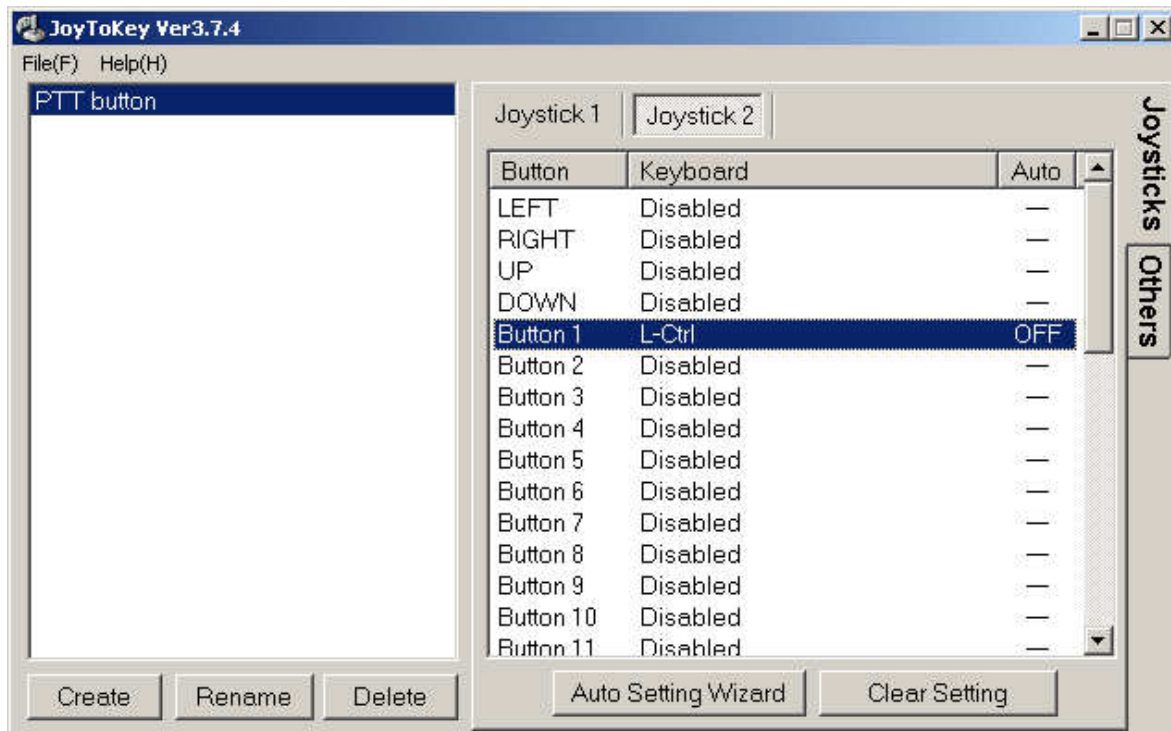 JoyToKey Ver3.7.4
File(F) Help(H)
PTT button
Joystick 1 Joystick 2
Button Keyboard Auto
LEFT Disabled —
RIGHT Disabled —
UP Disabled —
DOWN Disabled —
Button 1 L-Ctrl OFF
Button 2 Disabled —
Button 3 Disabled —
Button 4 Disabled —
Button 5 Disabled —
Button 6 Disabled —
Button 7 Disabled —
Button 8 Disabled —
Button 9 Disabled —
Button 10 Disabled —
Button 11 Disabled —
Joysticks
Others
Create Rename Delete
Auto Setting Wizard Clear Setting